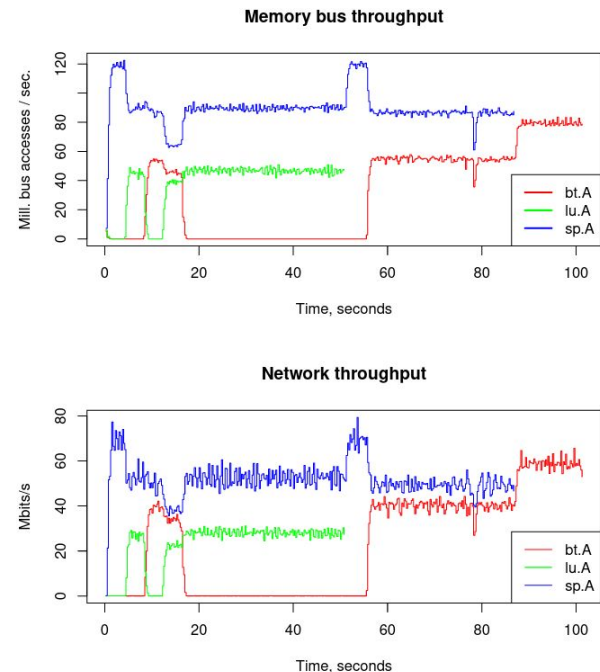 Memory bus throughput
Mill. bus accesses / sec.
120
80
60
40
20
0
bt.A
lu.A
sp.A
0 20 40 60 80 100
Time, seconds
Network throughput
Mbits/s
80
60
40
20
0
bt.A
lu.A
sp.A
0 20 40 60 80 100
Time, seconds